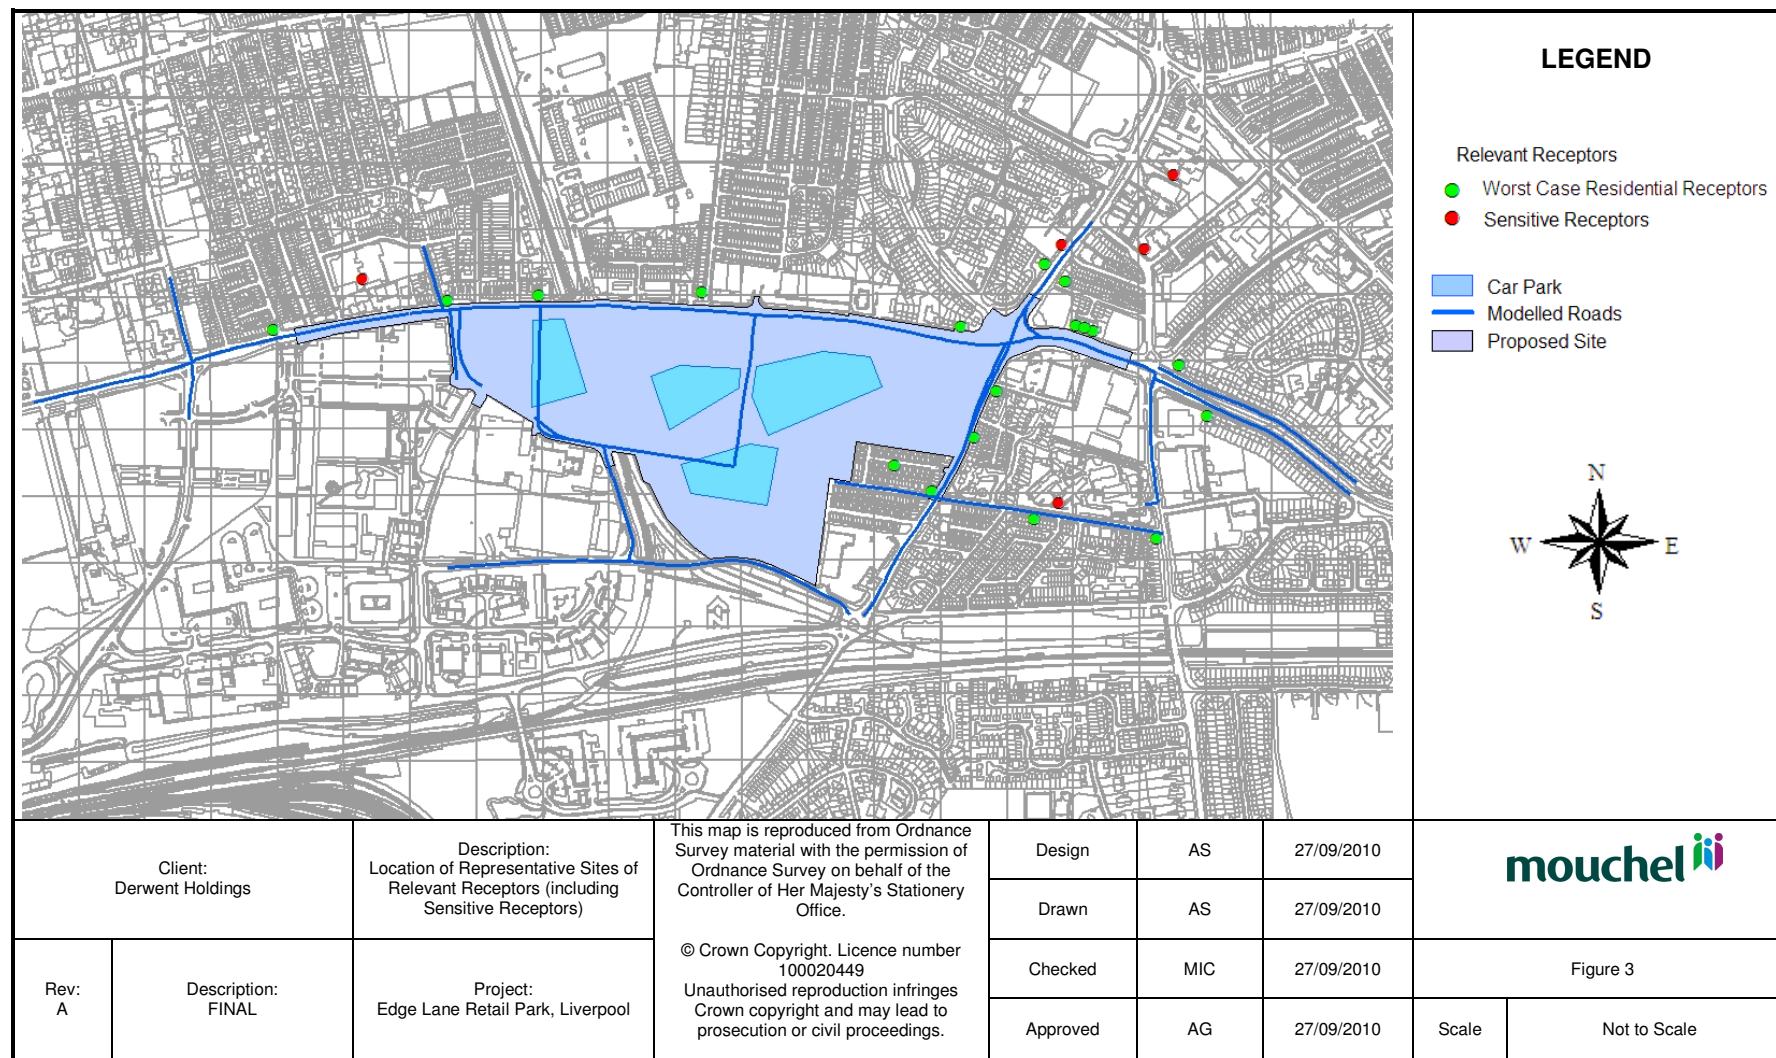 LEGEND
Relevant Receptors
Worst Case Residential Receptors
Sensitive Receptors
Car Park
Modelled Roads
Proposed Site
N
W
E
S
Client:
Derwent Holdings
Description:
Location of Representative Sites of
Relevant Receptors (including
Sensitive Receptors)
This map is reproduced from Ordnance
Survey material with the permission of
Ordnance Survey on behalf of the
Controller of Her Majesty's Stationery
Office.
© Crown Copyright. Licence number
100020449
Unauthorised reproduction infringes
Crown copyright and may lead to
prosecution or civil proceedings.
Design
AS
27/09/2010
Drawn
AS
27/09/2010
Checked
MIC
27/09/2010
Approved
AG
27/09/2010
mouchel
Rev:
A
Description:
FINAL
Project:
Edge Lane Retail Park, Liverpool
Figure 3
Scale
Not to Scale